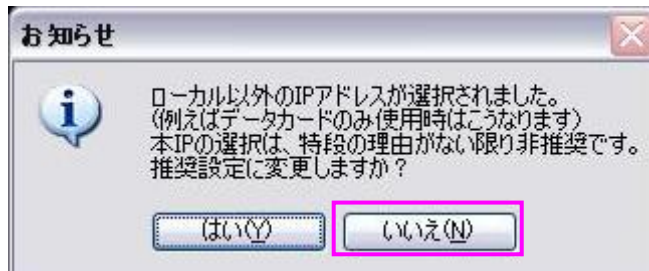 お知らせ
ローカル以外のIPアドレスが選択されました。
(例えばデータカードのみ使用時はこうなります)
本IPの選択は、特段の理由がない限り非推奨です。
推奨設定に変更しますか？
はい(Y)
いいえ(N)